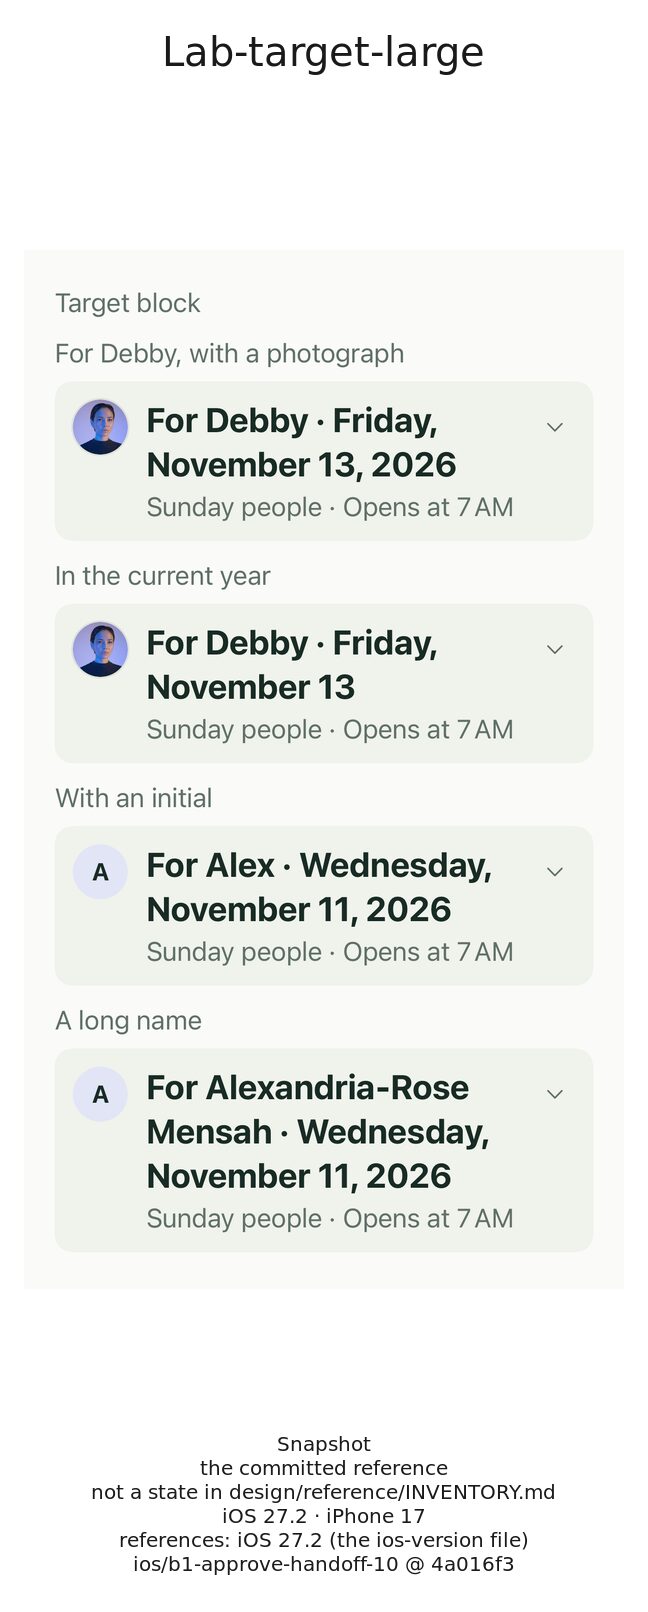 Lab-target-large
Target block
For Debby, with a photograph
For Debby · Friday,
November 13, 2026
Sunday people · Opens at 7 AM
In the current year
For Debby · Friday,
November 13
Sunday people · Opens at 7 AM
With an initial
A
For Alex · Wednesday,
November 11, 2026
Sunday people · Opens at 7 AM
A long name
A
For Alexandria-Rose
Mensah · Wednesday,
November 11, 2026
Sunday people · Opens at 7 AM
Snapshot
the committed reference
not a state in design/reference/INVENTORY.md
iOS 27.2 · iPhone 17
references: iOS 27.2 (the ios-version file)
ios/b1-approve-handoff-10 @ 4a016f3